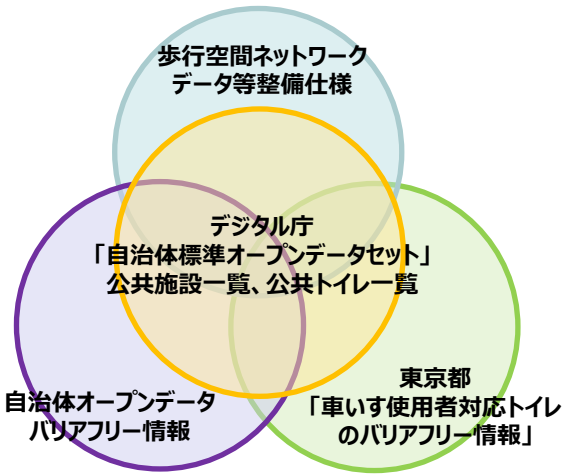 歩行空間ネットワーク
データ等整備仕様
デジタル庁
「自治体標準オープンデータセット」
公共施設一覧、公共トイレ一覧
自治体オープンデータ
バリアフリー情報
東京都
「車いす使用者対応トイレ
のバリアフリー情報」